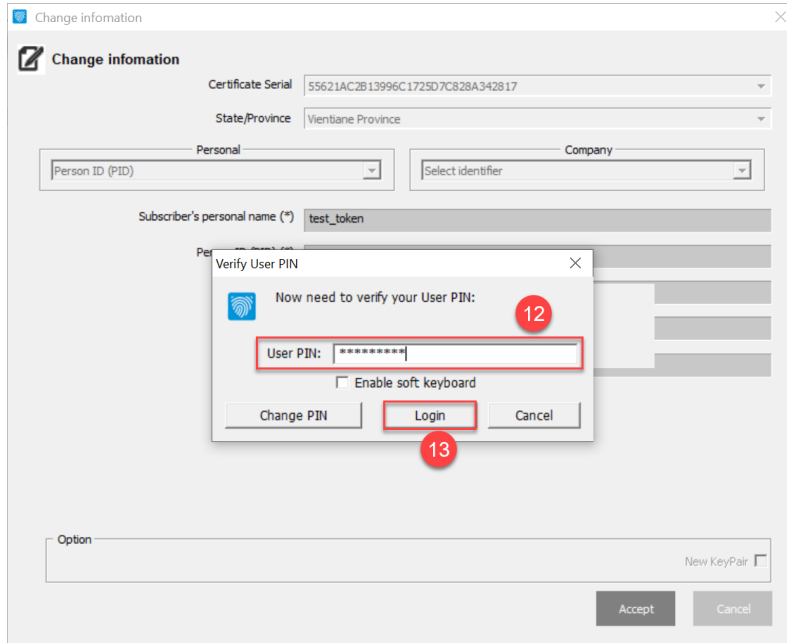 Change infomation
Change infomation
Certificate Serial 55621AC2B13996C1725D7C828A342817
State/Province Vientiane Province
Personal
Person ID (PID)
Company
Select identifier
Subscriber's personal name (*) test_token
Verify User PIN
Now need to verify your User PIN:
12
User PIN: *********
Enable soft keyboard
Change PIN Login Cancel
13
Option
New KeyPair
Accept Cancel